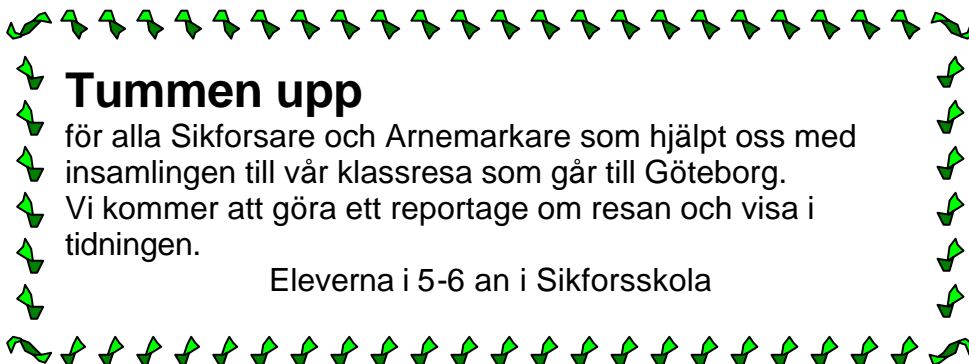 Tummen upp
för alla Sikforsare och Arnemarkare som hjälpt oss med
insamlingen till vår klassresa som går till Göteborg.
Vi kommer att göra ett reportage om resan och visa i
tidningen.
Eleverna i 5-6 an i Sikforsskola